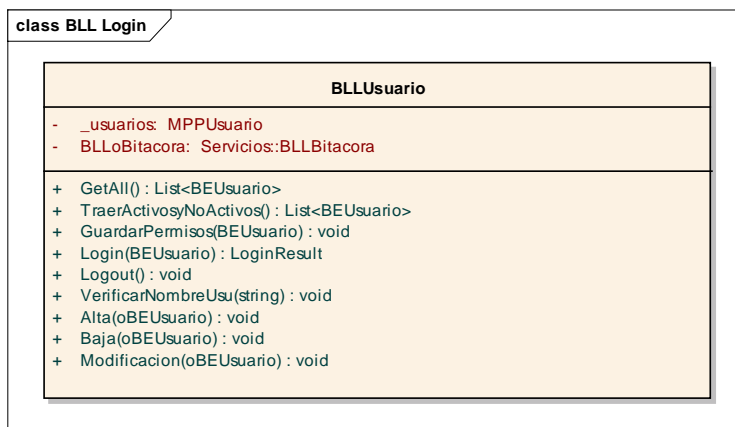 class BLL Login
BLLUsuario
- _usuarios: MPPUsuario
- BLLoBitacora: Servicios::BLLBitacora
+ GetAll() : List<BEUsuario>
+ TraerActivosyNoActivos() : List<BEUsuario>
+ GuardarPermisos(BEUsuario) : void
+ Login(BEUsuario) : LoginResult
+ Logout() : void
+ VerificarNombreUsu(string) : void
+ Alta(oBEUsuario) : void
+ Baja(oBEUsuario) : void
+ Modificacion(oBEUsuario) : void